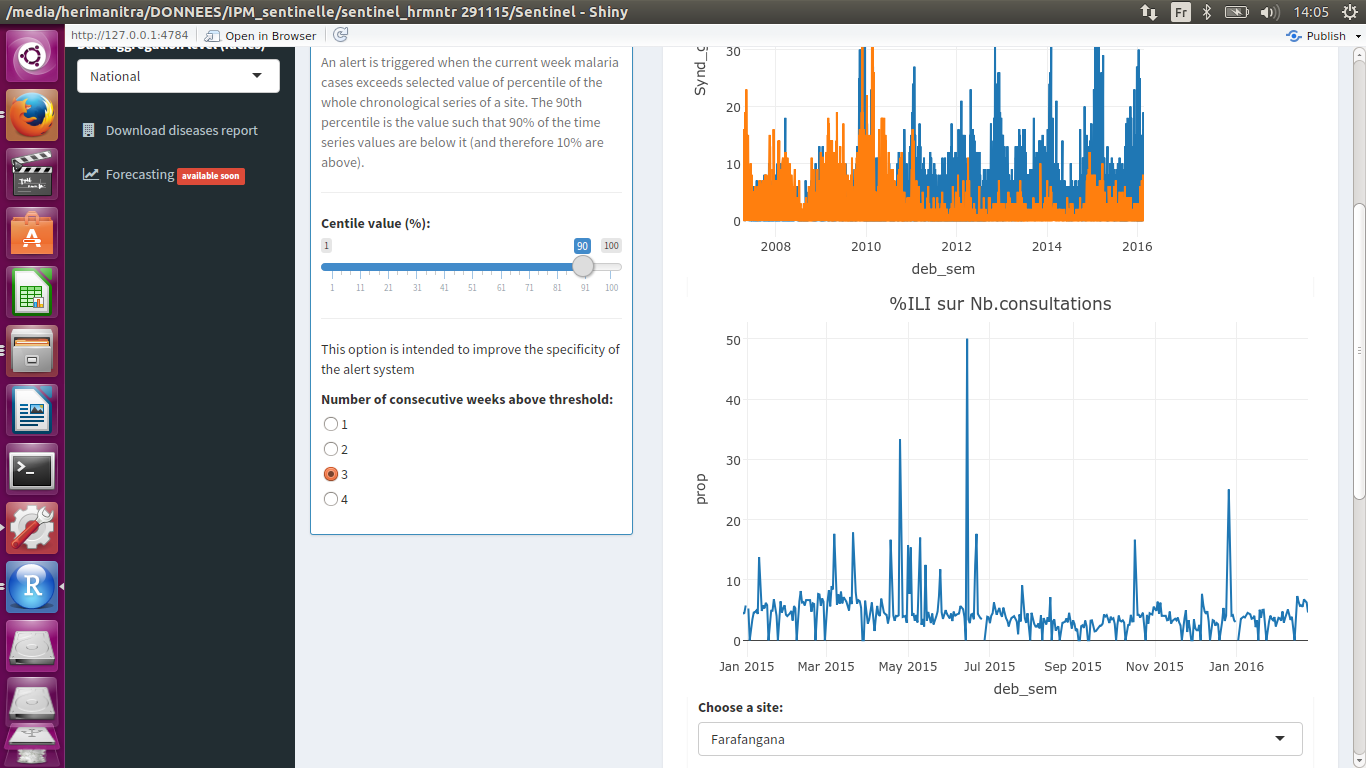 /media/herimanitra/DONNEES/IPM_sentinelle/sentinel_hrmntr 291115/Sentinel - Shiny
Fr
14:05
http://127.0.0.1:4784
Open in Browser
Publish
Data aggregation level (facies)
National
Download diseases report
Forecasting available soon
An alert is triggered when the current week malaria
cases exceeds selected value of percentile of the
whole chronological series of a site. The 90th
percentile is the value such that 90% of the time
series values are below it (and therefore 10% are
above).
Centile value (%):
1 90 100
1 11 21 31 41 51 61 71 81 91 100
This option is intended to improve the specificity of
the alert system
Number of consecutive weeks above threshold:
1
2
3
4
30
20
10
0
2008 2010 2012 2014 2016
deb_sem
%ILI sur Nb.consultations
50
40
30
20
10
0
prop
Jan 2015 Mar 2015 May 2015 Jul 2015 Sep 2015 Nov 2015 Jan 2016
deb_sem
Choose a site:
Farafangana